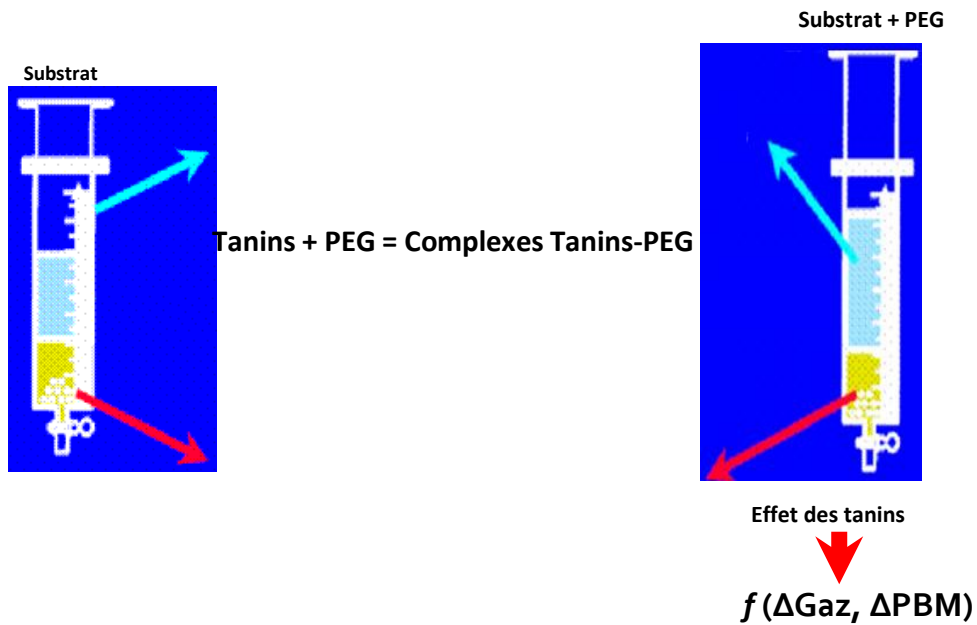 Substrat
Substrat + PEG
Tanins + PEG = Complexes Tanins-PEG
Effet des tanins
f (ΔGaz, ΔPBM)